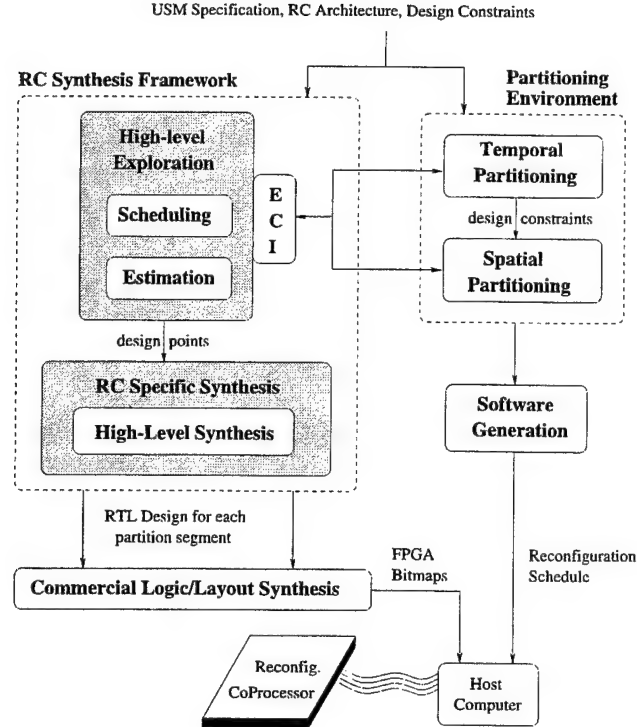 USM Specification, RC Architecture, Design Constraints
RC Synthesis Framework
Partitioning
Environment
High-level
Exploration
Scheduling
Estimation
E
C
I
Temporal
Partitioning
design constraints
Spatial
Partitioning
design points
RC Specific Synthesis
High-Level Synthesis
Software
Generation
RTL Design for each
partition segment
Commercial Logic/Layout Synthesis
FPGA
Bitmaps
Reconfiguration
Schedule
Reconfig.
CoProcessor
Host
Computer